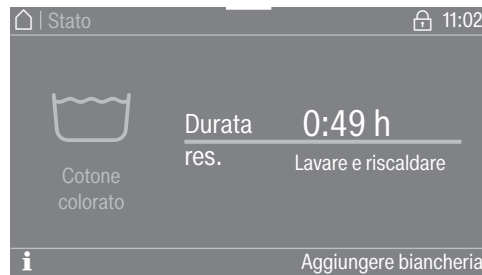 | Stato 11:02
Durata 0:49 h
res. Lavare e riscaldare
Cotone
colorato
i Aggiungere biancheria